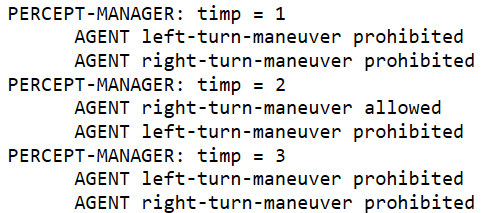 PERCEPT-MANAGER: timp = 1
AGENT left-turn-maneuver prohibited
AGENT right-turn-maneuver prohibited
PERCEPT-MANAGER: timp = 2
AGENT right-turn-maneuver allowed
AGENT left-turn-maneuver prohibited
PERCEPT-MANAGER: timp = 3
AGENT left-turn-maneuver prohibited
AGENT right-turn-maneuver prohibited